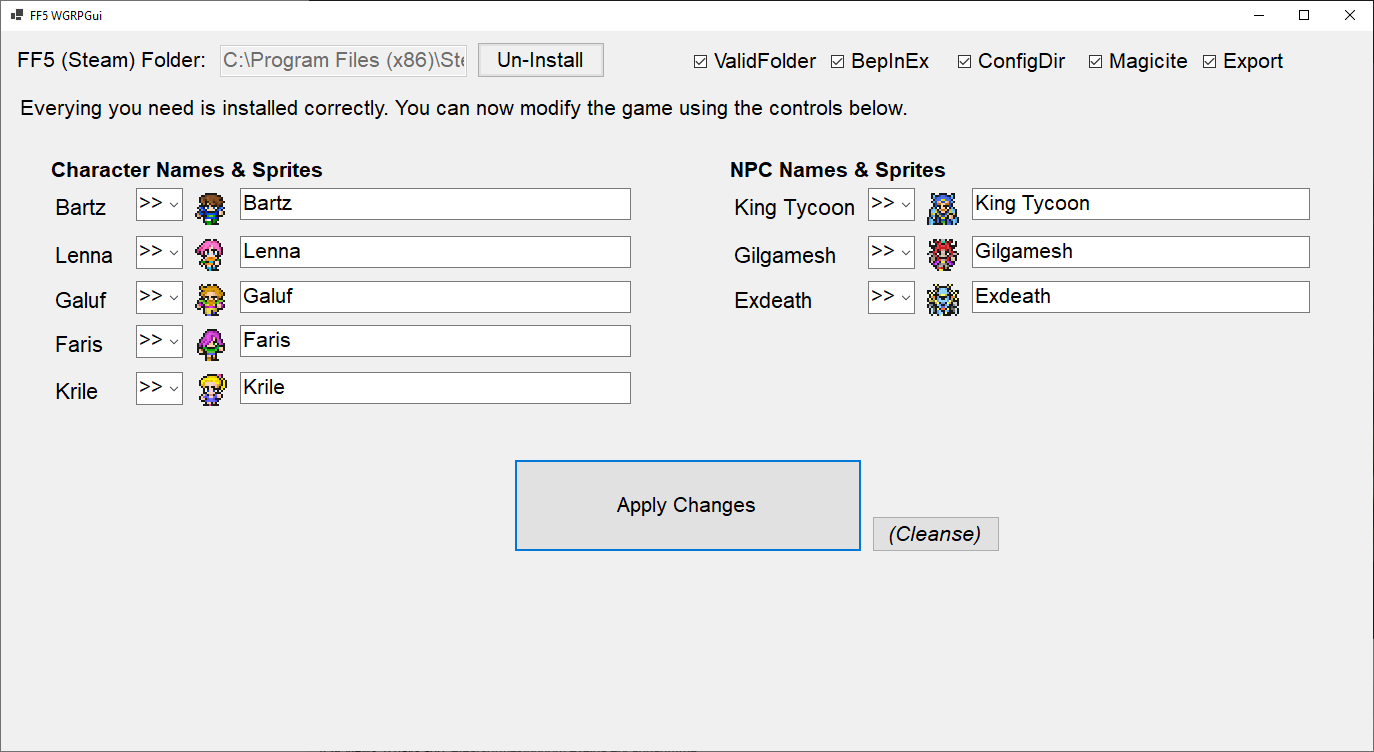 FF5 WGRPGui
FF5 (Steam) Folder: C:\Program Files (x86)\Ste Un-Install ValidFolder BepInEx ConfigDir Magicite Export
Everying you need is installed correctly. You can now modify the game using the controls below.
Character Names & Sprites
Bartz >> Bartz
Lenna >> Lenna
Galuf >> Galuf
Faris >> Faris
Krile >> Krile
NPC Names & Sprites
King Tycoon >> King Tycoon
Gilgamesh >> Gilgamesh
Exdeath >> Exdeath
Apply Changes
(Cleanse)